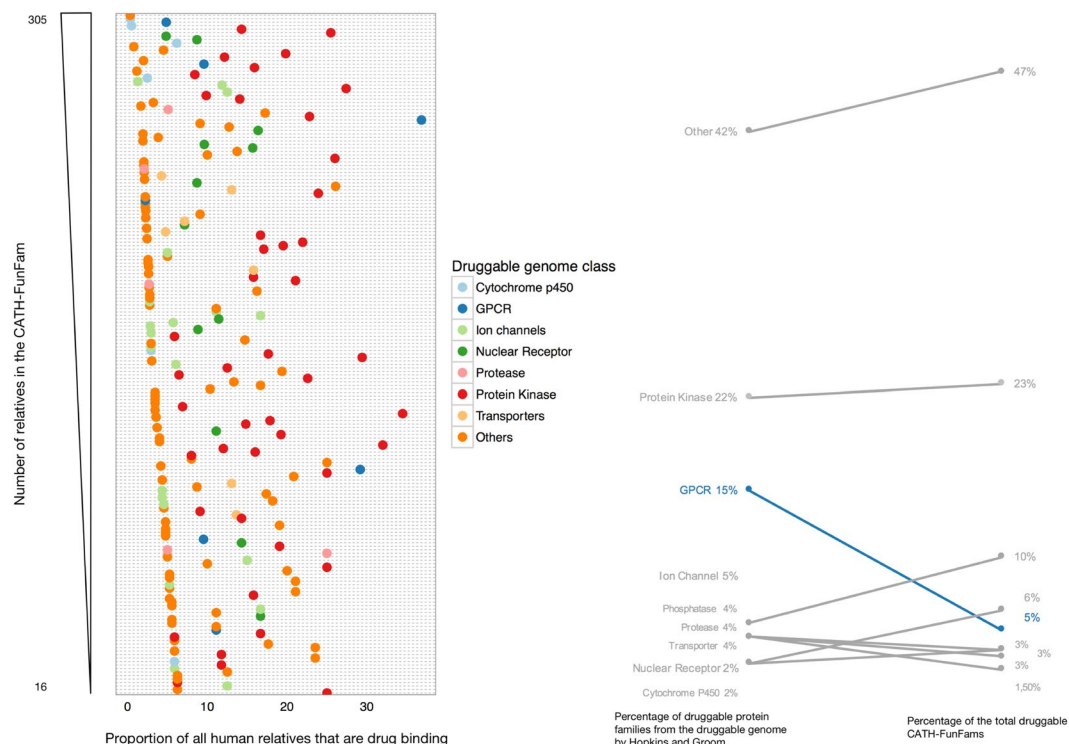 305
Number of relatives in the CATH-FunFam
16
0 10 20 30
Proportion of all human relatives that are drug binding
Druggable genome class
Cytochrome p450
GPCR
Ion channels
Nuclear Receptor
Protease
Protein Kinase
Transporters
Others
Other 42%
47%
Protein Kinase 22%
23%
GPCR 15%
Ion Channel 5%
Phosphatase 4%
Protease 4%
Transporter 4%
Nuclear Receptor 2%
Cytochrome P450 2%
10%
6%
5%
3%
3%
3%
1,50%
Percentage of druggable protein
families from the druggable genome
by Hopkins and Groom
Percentage of the total druggable
CATH-FunFams